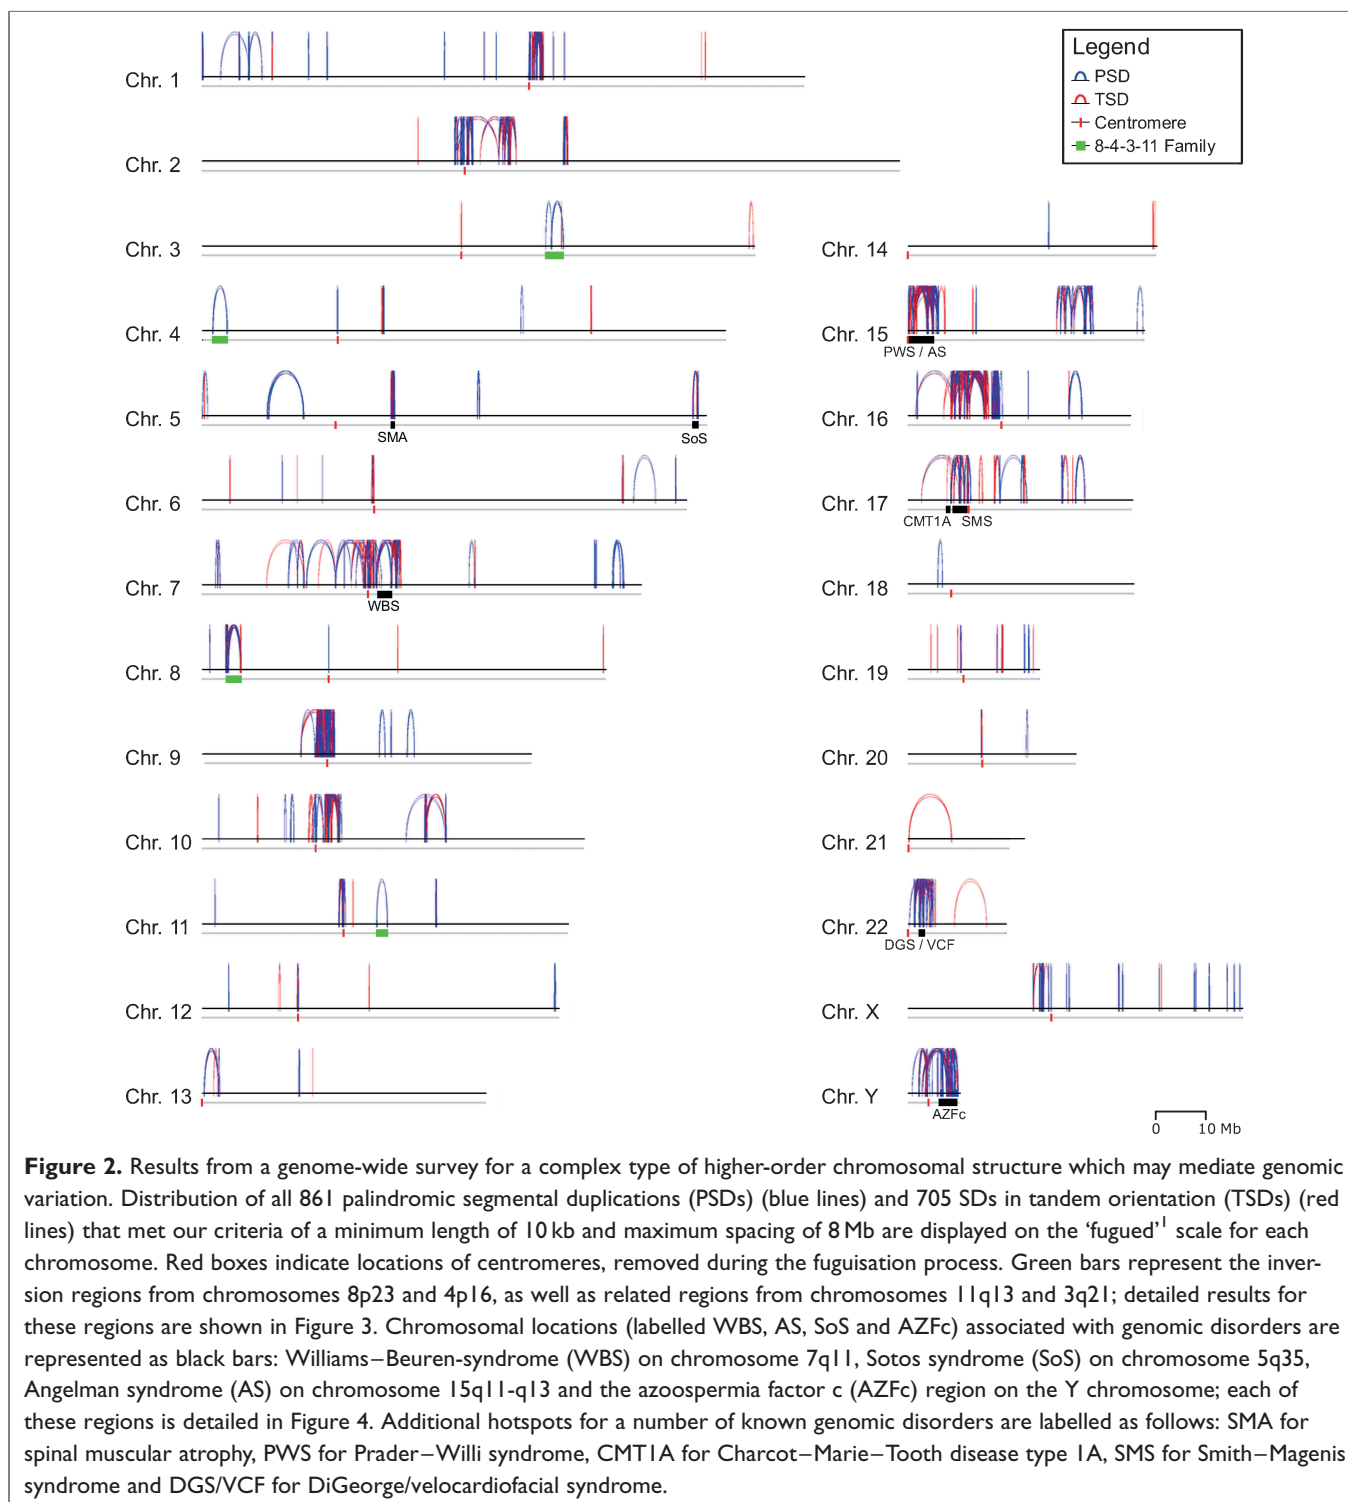 Legend
PSD
TSD
Centromere
8-4-3-11 Family
Chr. 1
Chr. 2
Chr. 3
Chr. 4
Chr. 5
SMA
SoS
Chr. 6
Chr. 7
WBS
Chr. 8
Chr. 9
Chr. 10
Chr. 11
Chr. 12
Chr. 13
Chr. 14
Chr. 15
PWS / AS
Chr. 16
Chr. 17
CMT1A SMS
Chr. 18
Chr. 19
Chr. 20
Chr. 21
Chr. 22
DGS / VCF
Chr. X
Chr. Y
AZFc
0 10 Mb
Figure 2. Results from a genome-wide survey for a complex type of higher-order chromosomal structure which may mediate genomic
variation. Distribution of all 861 palindromic segmental duplications (PSDs) (blue lines) and 705 SDs in tandem orientation (TSDs) (red
lines) that met our criteria of a minimum length of 10 kb and maximum spacing of 8 Mb are displayed on the ‘fugued’1 scale for each
chromosome. Red boxes indicate locations of centromeres, removed during the fuguisation process. Green bars represent the inver-
sion regions from chromosomes 8p23 and 4p16, as well as related regions from chromosomes 11q13 and 3q21; detailed results for
these regions are shown in Figure 3. Chromosomal locations (labelled WBS, AS, SoS and AZFc) associated with genomic disorders are
represented as black bars: Williams–Beuren-syndrome (WBS) on chromosome 7q11, Sotos syndrome (SoS) on chromosome 5q35,
Angelman syndrome (AS) on chromosome 15q11-q13 and the azoospermia factor c (AZFc) region on the Y chromosome; each of
these regions is detailed in Figure 4. Additional hotspots for a number of known genomic disorders are labelled as follows: SMA for
spinal muscular atrophy, PWS for Prader–Willi syndrome, CMT1A for Charcot–Marie–Tooth disease type 1A, SMS for Smith–Magenis
syndrome and DGS/VCF for DiGeorge/velocardiofacial syndrome.